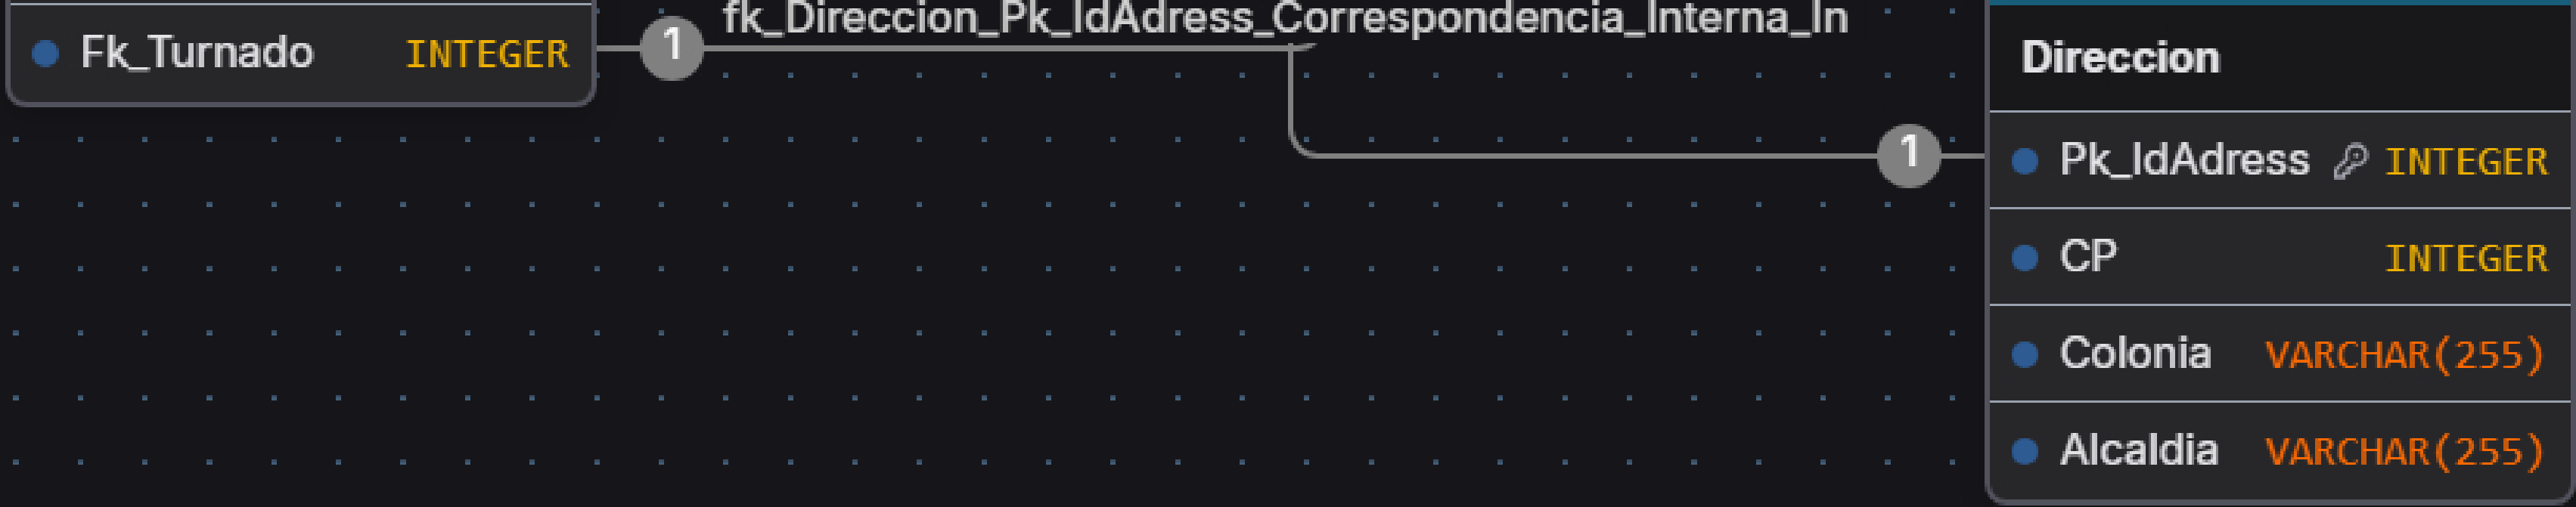 fk_Direccion_Pk_IdAdress_Correspondencia_Interna_In
Fk_Turnado INTEGER
1
1
Direccion
Pk_IdAdress INTEGER
CP INTEGER
Colonia VARCHAR(255)
Alcaldia VARCHAR(255)